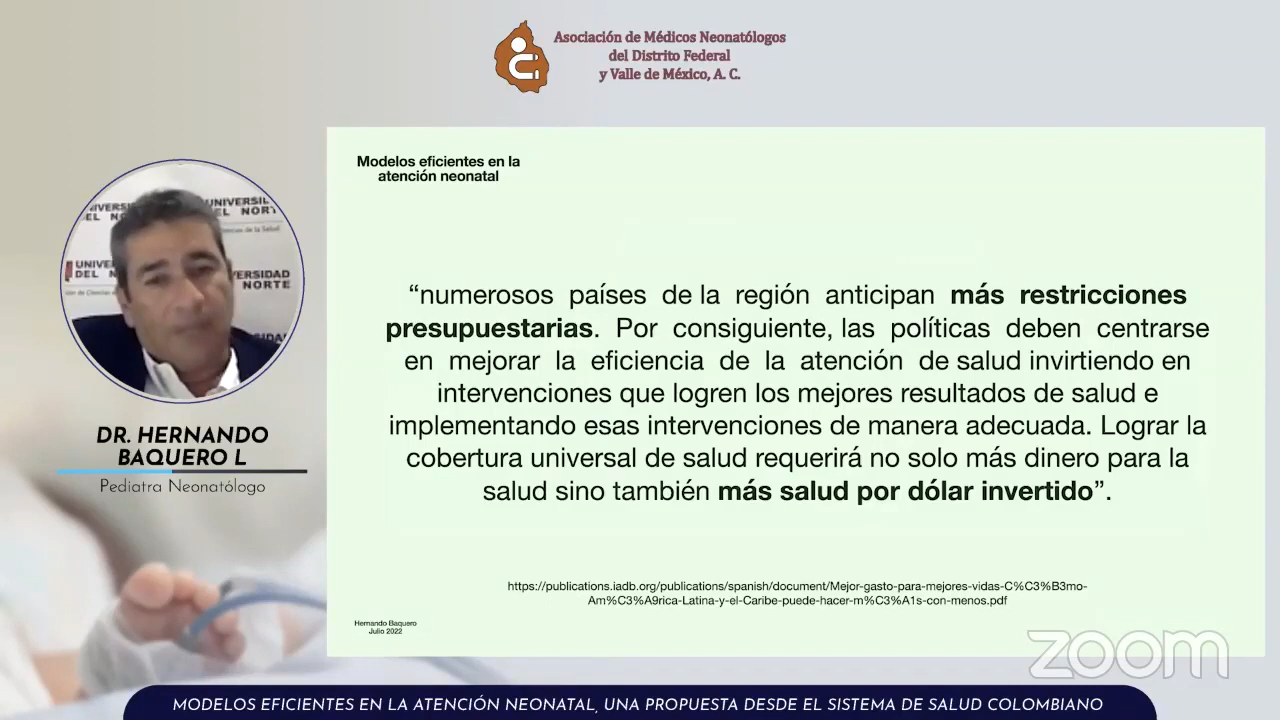 Asociación de Médicos Neonatólogos
del Distrito Federal
y Valle de México, A. C.
Modelos eficientes en la
atención neonatal
UNIVERSIDAD
NORTE
DR. HERNANDO
BAQUERO L
Pediatra Neonatólogo
“numerosos países de la región anticipan más restricciones
presupuestarias. Por consiguiente, las políticas deben centrarse
en mejorar la eficiencia de la atención de salud invirtiendo en
intervenciones que logren los mejores resultados de salud e
implementando esas intervenciones de manera adecuada. Lograr la
cobertura universal de salud requerirá no solo más dinero para la
salud sino también más salud por dólar invertido”.
https://publications.iadb.org/publications/spanish/document/Mejor-gasto-para-mejores-vidas-C%C3%B3mo-
Am%C3%A9rica-Latina-y-el-Caribe-puede-hacer-m%C3%A1s-con-menos.pdf
Hernando Baquero
Julio 2022
zoom
MODELOS EFICIENTES EN LA ATENCIÓN NEONATAL, UNA PROPUESTA DESDE EL SISTEMA DE SALUD COLOMBIANO